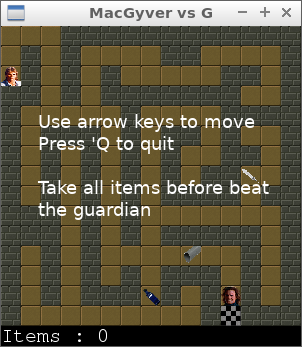 MacGyver vs G
Use arrow keys to move
Press 'Q to quit
Take all items before beat
the guardian
Items : 0